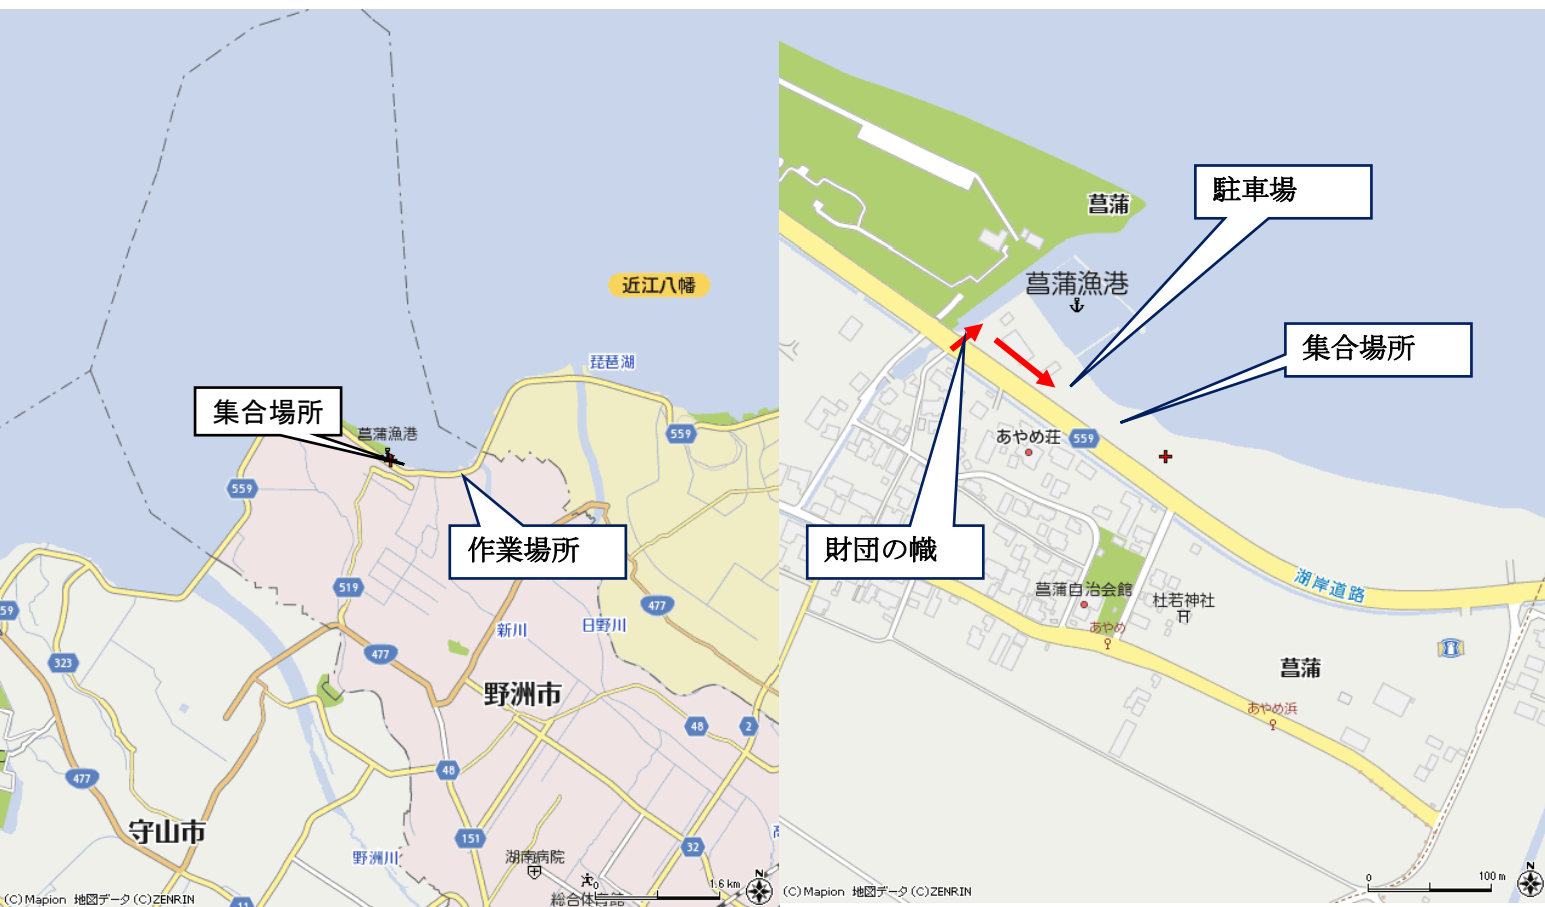 近江八幡
琵琶湖
集合場所
菖蒲漁港
559
559
作業場所
519
477
59
新川
日野川
323
477
野洲市
48
2
48
477
守山市
151
32
野洲川
湖南病院
総合体育館
11
0
1.6 km
N
(C)Mapion 地図データ(C)ZENRIN
駐車場
菖蒲
菖蒲漁港
集合場所
あやめ荘
559
財団の幟
湖岸道路
菖蒲自治会館
杜若神社
あやめ
菖蒲
あやめ浜
0
100 m
N
(C)Mapion 地図データ(C)ZENRIN